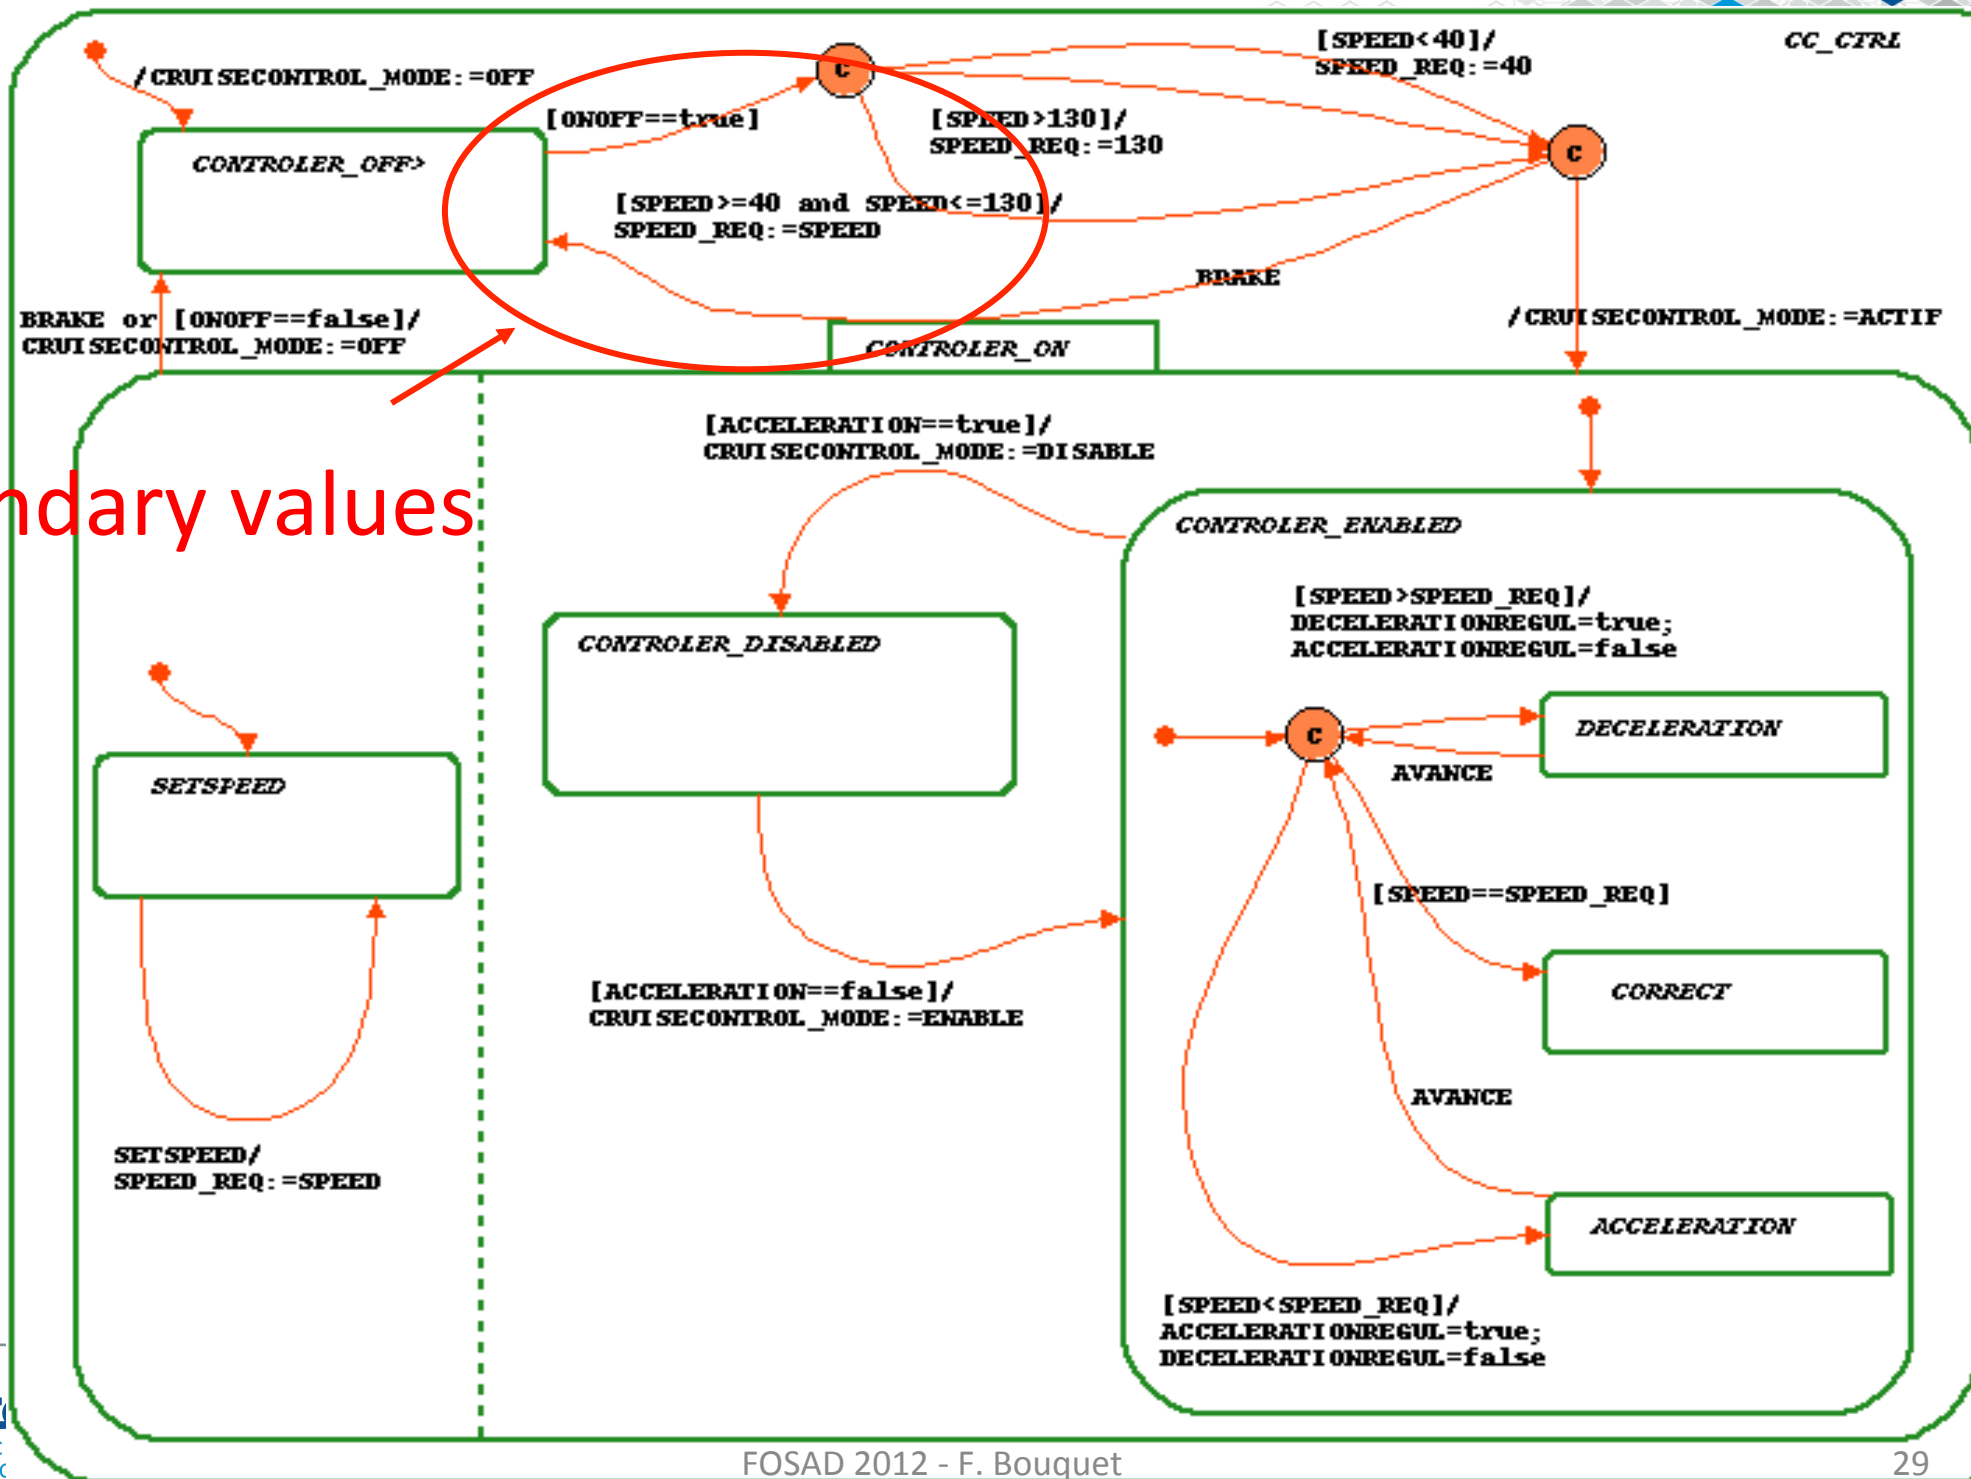 CC_CTRL
/CRUISECONTROL_MODE:=OFF
[SPEED<40]/
SPEED_REQ:=40
C
[ONOFF==true]
[SPEED>130]/
SPEED_REQ:=130
C
CONTROLER_OFF>
[SPEED>=40 and SPEED<=130]/
SPEED_REQ:=SPEED
BRAKE
BRAKE or [ONOFF==false]/
CRUISECONTROL_MODE:=OFF
/CRUISECONTROL_MODE:=ACTIF
CONTROLER_ON
[ACCELERATION==true]/
CRUISECONTROL_MODE:=DISABLE
ndary values
CONTROLER_ENABLED
[SPEED>SPEED_REQ]/
DECELERATIONREGUL=true;
ACCELERATIONREGUL=false
CONTROLER_DISABLED
C
DECELERATION
AVANCE
SETSPEED
[SPEED==SPEED_REQ]
CORRECT
[ACCELERATION==false]/
CRUISECONTROL_MODE:=ENABLE
AVANCE
SETSPEED/
SPEED_REQ:=SPEED
ACCELERATION
[SPEED<SPEED_REQ]/
ACCELERATIONREGUL=true;
DECELERATIONREGUL=false
FOSAD 2012 - F. Bouquet
29